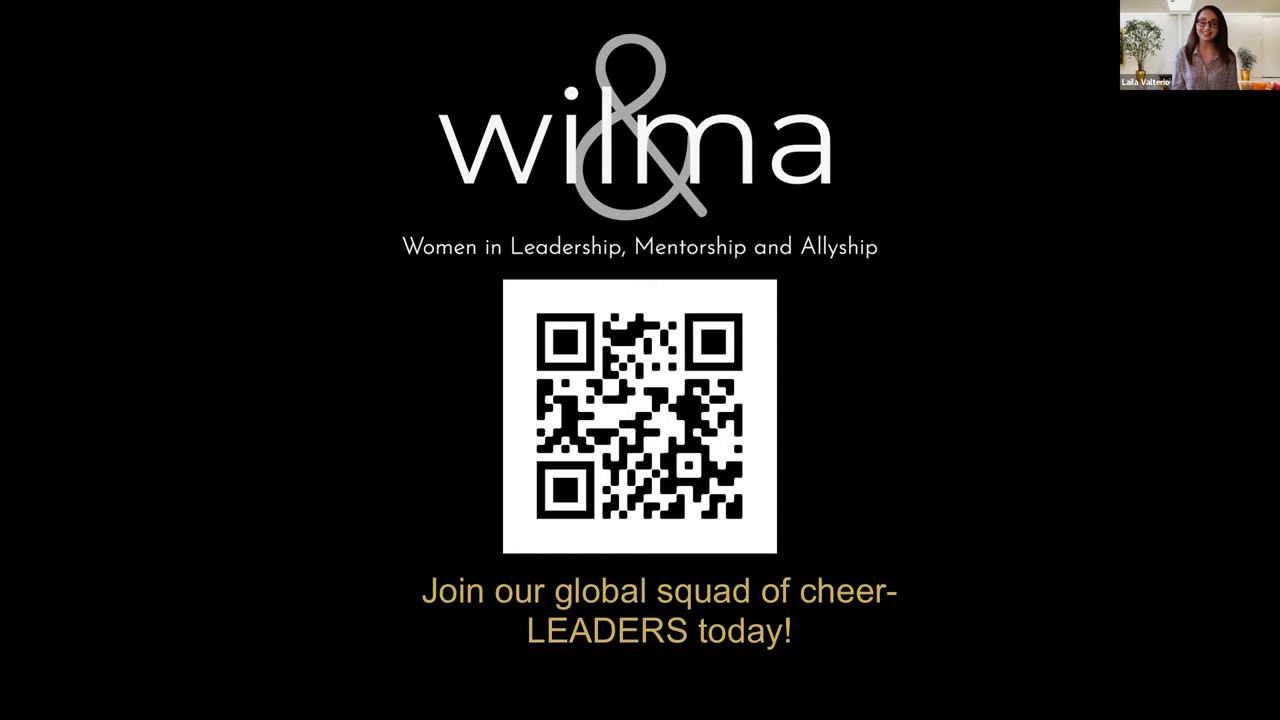 wilma
&
Women in Leadership, Mentorship and Allyship
Join our global squad of cheer-
LEADERS today!
Laila Valterio